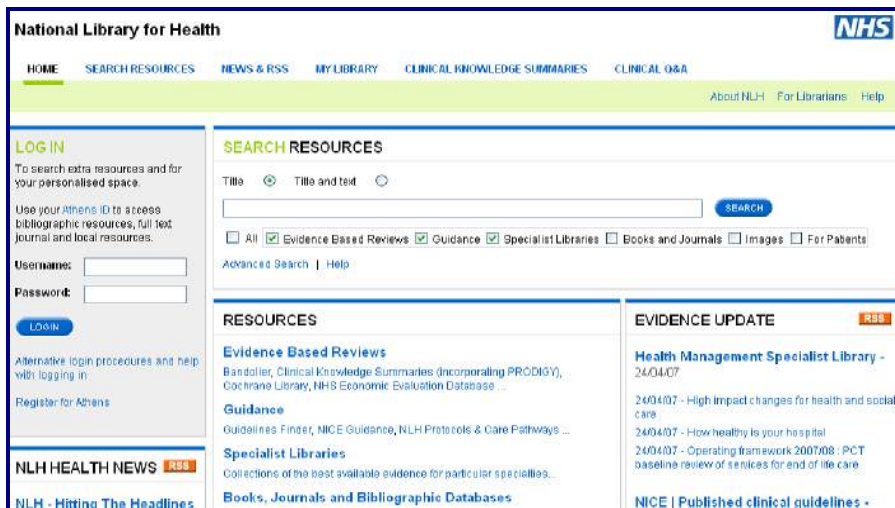 National Library for Health
NHS
HOME SEARCH RESOURCES NEWS & RSS MY LIBRARY CLINICAL KNOWLEDGE SUMMARIES CLINICAL Q&A
About NLH For Librarians Help
LOG IN
To search extra resources and for
your personalised space.
Use your Athens ID to access
bibliographic resources, full text
journal and local resources.
Username:
Password:
LOGIN
Alternative login procedures and help
with logging in
Register for Athens
NLH HEALTH NEWS RSS
NLH - Hitting The Headlines
SEARCH RESOURCES
Title Title and text
SEARCH
All Evidence Based Reviews Guidance Specialist Libraries Books and Journals Images For Patients
Advanced Search | Help
RESOURCES
Evidence Based Reviews
Bandolier, Clinical Knowledge Summaries (incorporating PRODIGY),
Cochrane Library, NHS Economic Evaluation Database ...
Guidance
Guidelines Finder, NICE Guidance, NLH Protocols & Care Pathways ...
Specialist Libraries
Collections of the best available evidence for particular specialties...
Books, Journals and Bibliographic Databases
EVIDENCE UPDATE RSS
Health Management Specialist Library -
24/04/07
24/04/07 - High impact changes for health and social
care
24/04/07 - How healthy is your hospital
24/04/07 - Operating framework 2007/08 : PCT
baseline review of services for end of life care
NICE | Published clinical guidelines -